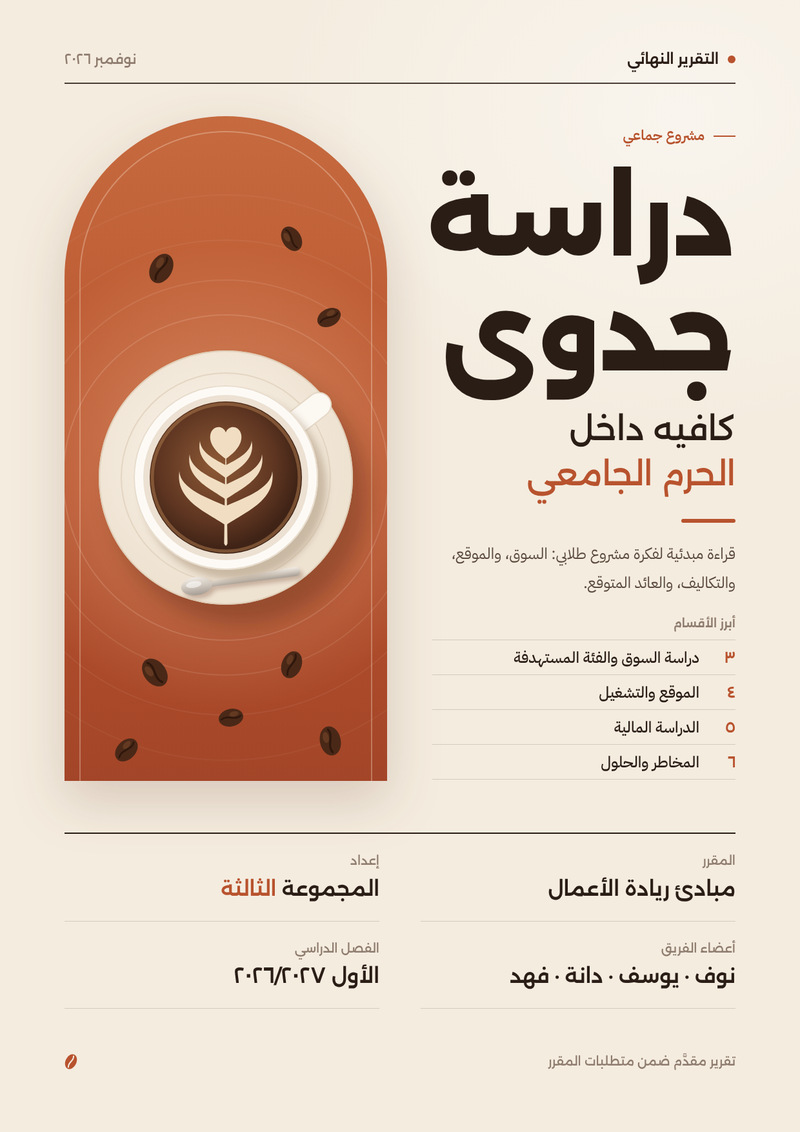 التقرير النهائي
نوفمبر ٢٠٢٦
مشروع جماعي
دراسة
جدوى
كافيه داخل
الحرم الجامعي
قراءة مبدئية لفكرة مشروع طلابي: السوق، والموقع،
والتكاليف، والعائد المتوقع.
أبرز الأقسام
٣ دراسة السوق والفئة المستهدفة
٤ الموقع والتشغيل
٥ الدراسة المالية
٦ المخاطر والحلول
المقرر
مبادئ ريادة الأعمال
إعداد
المجموعة الثالثة
أعضاء الفريق
نوف · يوسف · دانة · فهد
الفصل الدراسي
الأول ٢٠٢٦/٢٠٢٧
تقرير مقدَّم ضمن متطلبات المقرر